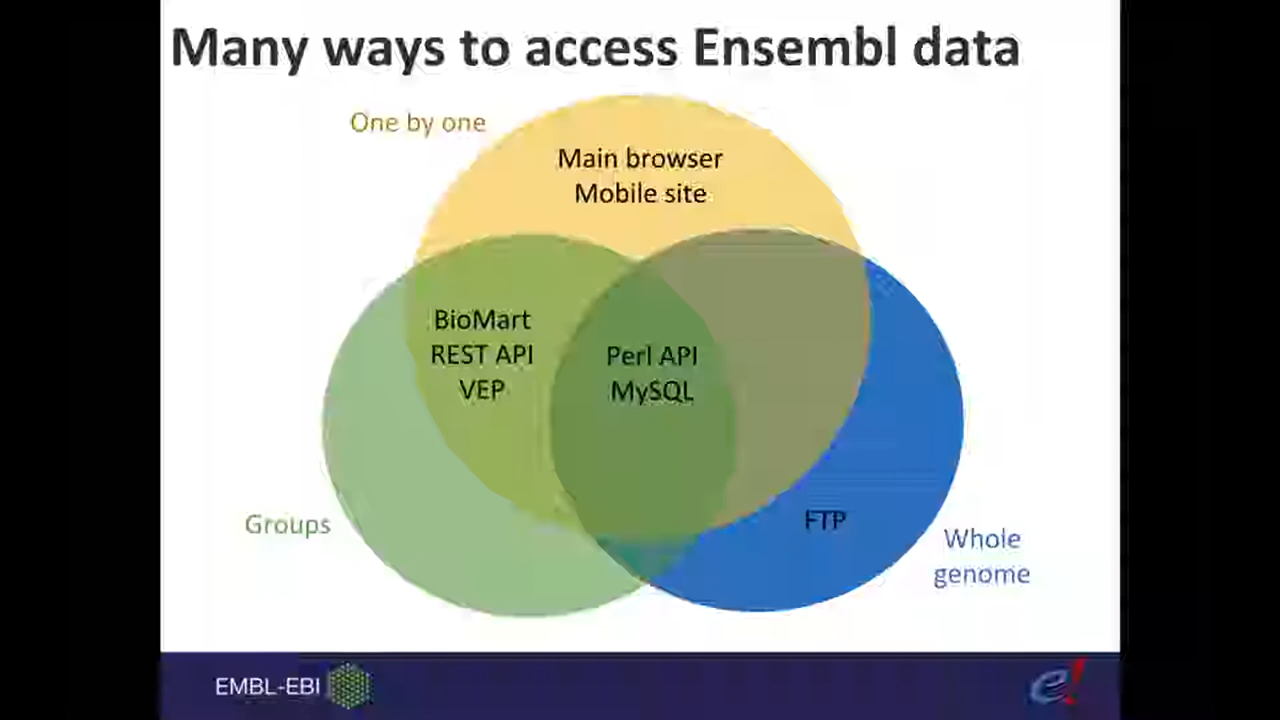 Many ways to access Ensembl data
One by one
Main browser
Mobile site
BioMart
REST API
VEP
Perl API
MySQL
FTP
Groups
Whole
genome
EMBL-EBI
e!